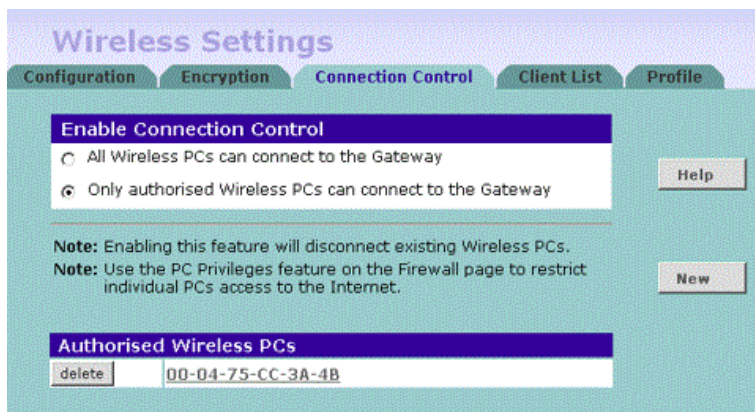 Wireless Settings
Configuration Encryption Connection Control Client List Profile
Enable Connection Control
All Wireless PCs can connect to the Gateway
Only authorised Wireless PCs can connect to the Gateway
Help
Note: Enabling this feature will disconnect existing Wireless PCs.
Note: Use the PC Privileges feature on the Firewall page to restrict
individual PCs access to the Internet.
New
Authorised Wireless PCs
delete 00-04-75-CC-3A-4B